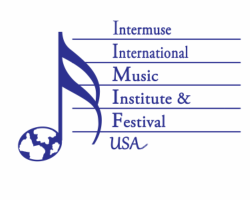 Intermuse
International
Music
Institute &
Festival
USA